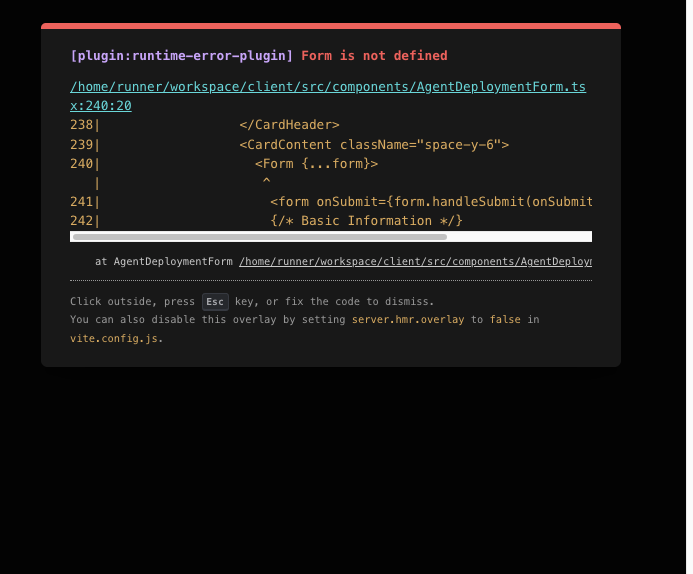 [plugin:runtime-error-plugin] Form is not defined
/home/runner/workspace/client/src/components/AgentDeploymentForm.ts
x:240:20
238|                  </CardHeader>
239|                  <CardContent className="space-y-6">
240|                    <Form {...form}>
   |                     ^
241|                      <form onSubmit={form.handleSubmit(onSubmit
242|                      {/* Basic Information */}
at AgentDeploymentForm /home/runner/workspace/client/src/components/AgentDeploy
Click outside, press Esc key, or fix the code to dismiss.
You can also disable this overlay by setting server.hmr.overlay to false in
vite.config.js.